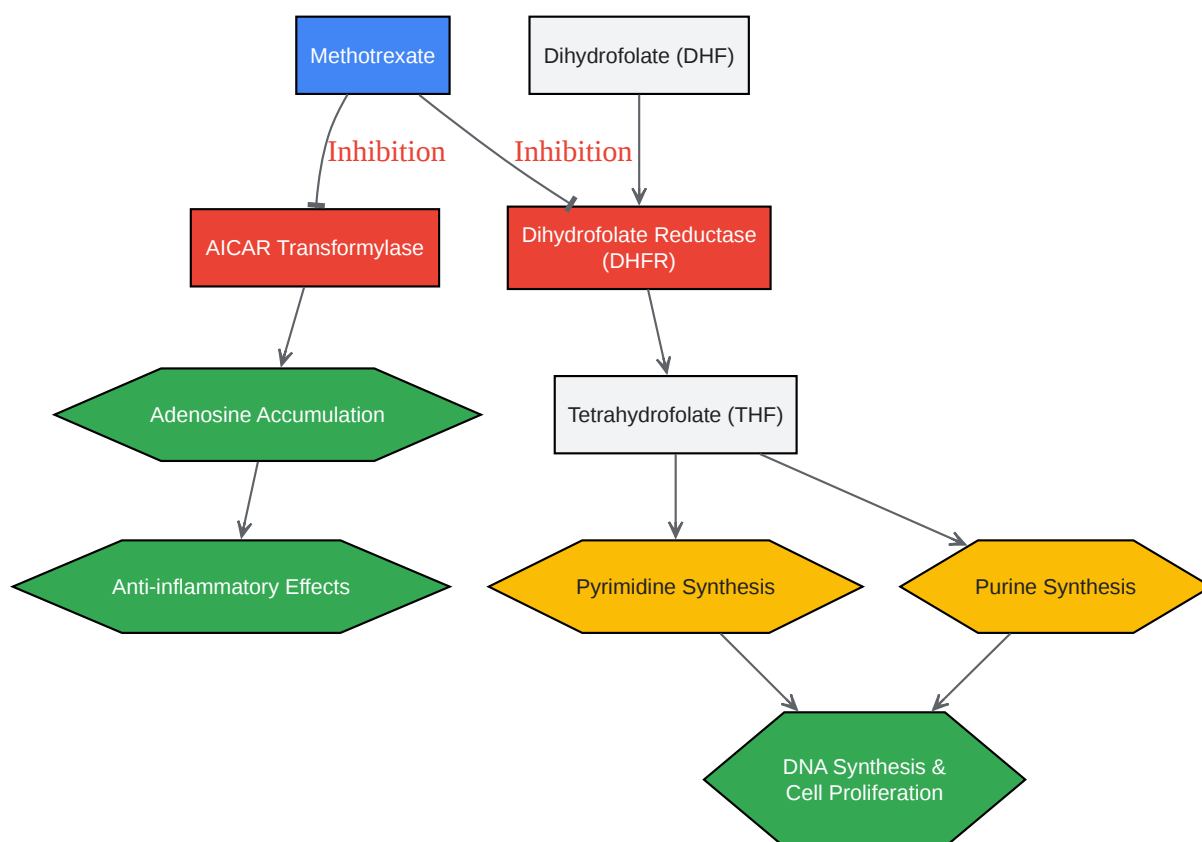 Methotrexate
Dihydrofolate (DHF)
Inhibition
Inhibition
AICAR Transformylase
Dihydrofolate Reductase
(DHFR)
Adenosine Accumulation
Tetrahydrofolate (THF)
Anti-inflammatory Effects
Pyrimidine Synthesis
Purine Synthesis
DNA Synthesis &
Cell Proliferation